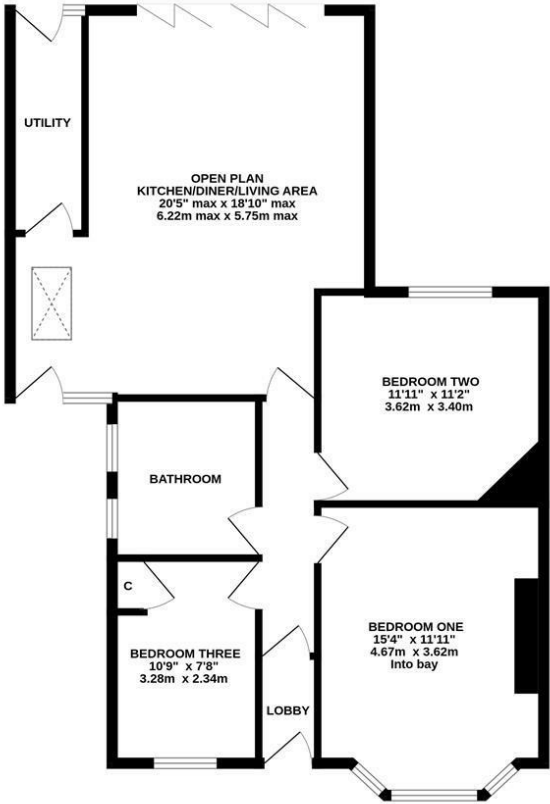 UTILITY
OPEN PLAN
KITCHEN/DINER/LIVING AREA
20'5" max x 18'10" max
6.22m max x 5.75m max
BEDROOM TWO
11'11" x 11'2"
3.62m x 3.40m
BATHROOM
C
BEDROOM THREE
10'9" x 7'8"
3.28m x 2.34m
BEDROOM ONE
15'4" x 11'11"
4.67m x 3.62m
Into bay
LOBBY